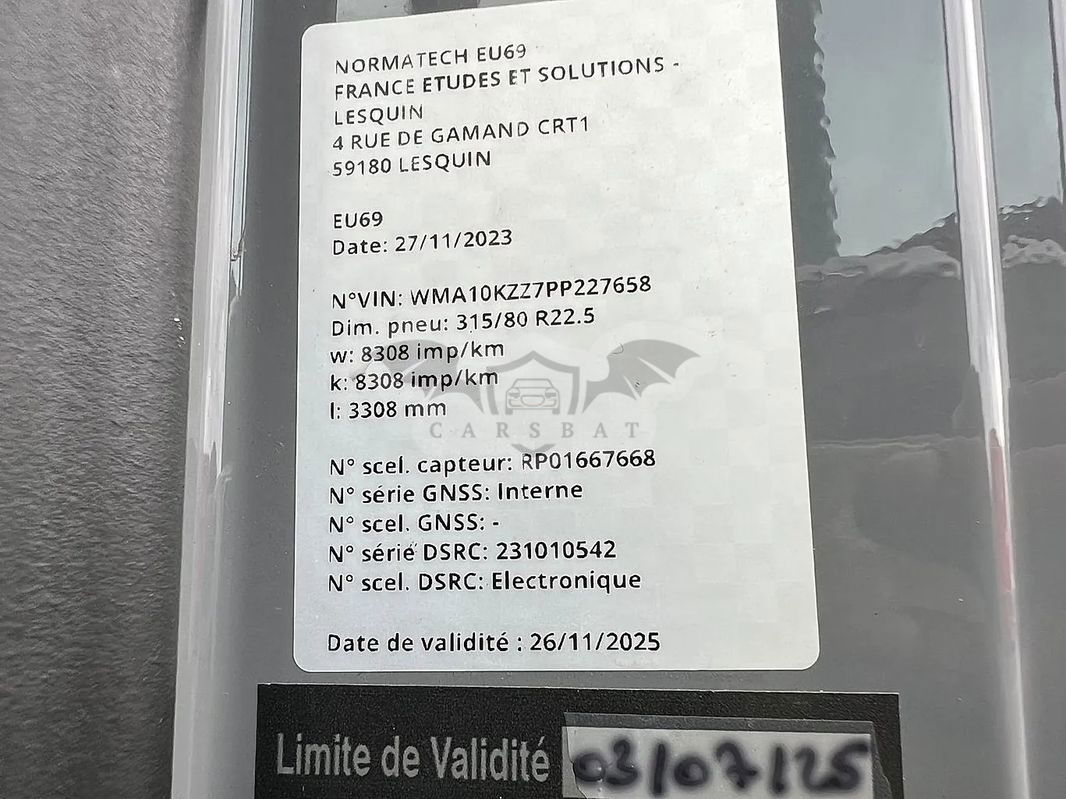 NORMATECH EU69
FRANCE ETUDES ET SOLUTIONS -
LESQUIN
4 RUE DE GAMAND CRT1
59180 LESQUIN
EU69
Date: 27/11/2023
N°VIN: WMA10KZZ7PP227658
Dim. pneu: 315/80 R22.5
w: 8308 imp/km
k: 8308 imp/km
l: 3308 mm
CARSBAT
N° scel. capteur: RP01667668
N° série GNSS: Interne
N° scel. GNSS: -
N° série DSRC: 231010542
N° scel. DSRC: Electronique
Date de validité : 26/11/2025
Limite de Validité 03/07/25